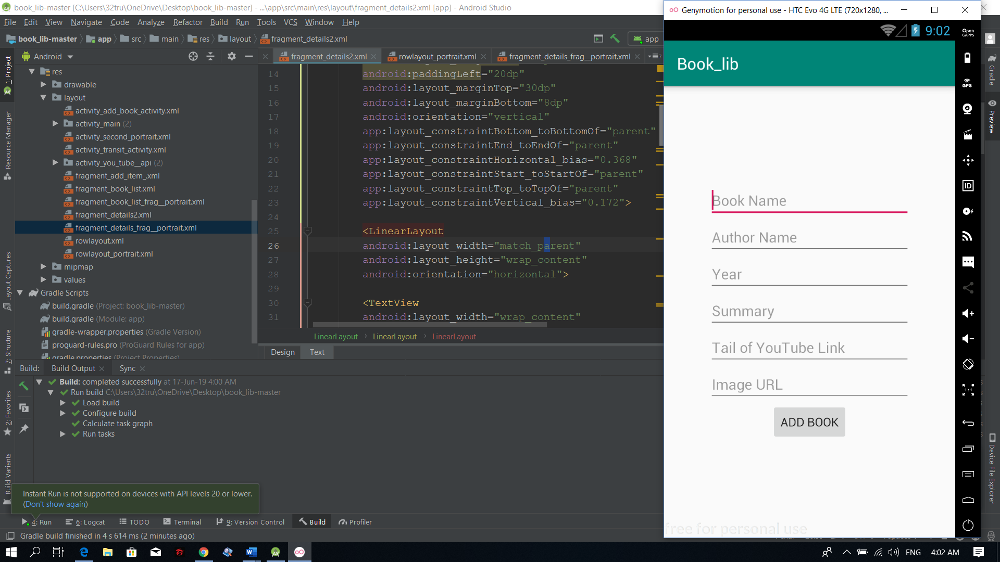 book_lib-master [C:\Users\32tru\OneDrive\Desktop\book_lib-master] - ...\app\src\main\res\layout\fragment_details2.xml [app] - Android Studio
File Edit View Navigate Code Analyze Refactor Build Run Tools VCS Window Help
book_lib-master app src main res layout fragment_details2.xml app
Android
fragment_details2.xml rowlayout_portrait.xml fragment_details_frag__portrait.xml 7
1: Project
Resource Manager
Layout Captures
7: Structure
2: Favorites
Build Variants
res
drawable
layout
activity_add_book_activity.xml
activity_main (2)
activity_second_portrait.xml
activity_transit_activity.xml
activity_you_tube__api (2)
fragment_add_item_.xml
fragment_book_list.xml
fragment_book_list_frag__portrait.xml
fragment_details2.xml
fragment_details_frag__portrait.xml
rowlayout.xml
rowlayout_portrait.xml
mipmap
values
Gradle Scripts
build.gradle (Project: book_lib-master)
build.gradle (Module: app)
gradle-wrapper.properties (Gradle Version)
proguard-rules.pro (ProGuard Rules for app)
gradle.properties (Project Properties)
14 android:paddingLeft="20dp"
15 android:layout_marginTop="30dp"
16 android:layout_marginBottom="8dp"
17 android:orientation="vertical"
18 app:layout_constraintBottom_toBottomOf="parent"
19 app:layout_constraintEnd_toEndOf="parent"
20 app:layout_constraintHorizontal_bias="0.368"
21 app:layout_constraintStart_toStartOf="parent"
22 app:layout_constraintTop_toTopOf="parent"
23 app:layout_constraintVertical_bias="0.172">
24
25 <LinearLayout
26 android:layout_width="match_parent"
27 android:layout_height="wrap_content"
28 android:orientation="horizontal">
29
30 <TextView
31 android:layout_width="wrap_content"
LinearLayout LinearLayout LinearLayout
Design Text
Build: Build Output Sync
Build: completed successfully at 17-Jun-19 4:00 AM
Run build C:\Users\32tru\OneDrive\Desktop\book_lib-master
Load build
Configure build
Calculate task graph
Run tasks
Instant Run is not supported on devices with API levels 20 or lower.
(Don't show again)
4: Run 6: Logcat TODO Terminal 9: Version Control Build Profiler
Gradle build finished in 4 s 614 ms (2 minutes ago)
Genymotion for personal use - HTC Evo 4G LTE (720x1280, ...
9:02
Open GAPPS
Book_lib
GPS
ID
1:1
Book Name
Author Name
Year
Summary
Tail of YouTube Link
Image URL
ADD BOOK
free for personal use
Gradle
Preview
Device File Explorer
ENG 4:02 AM